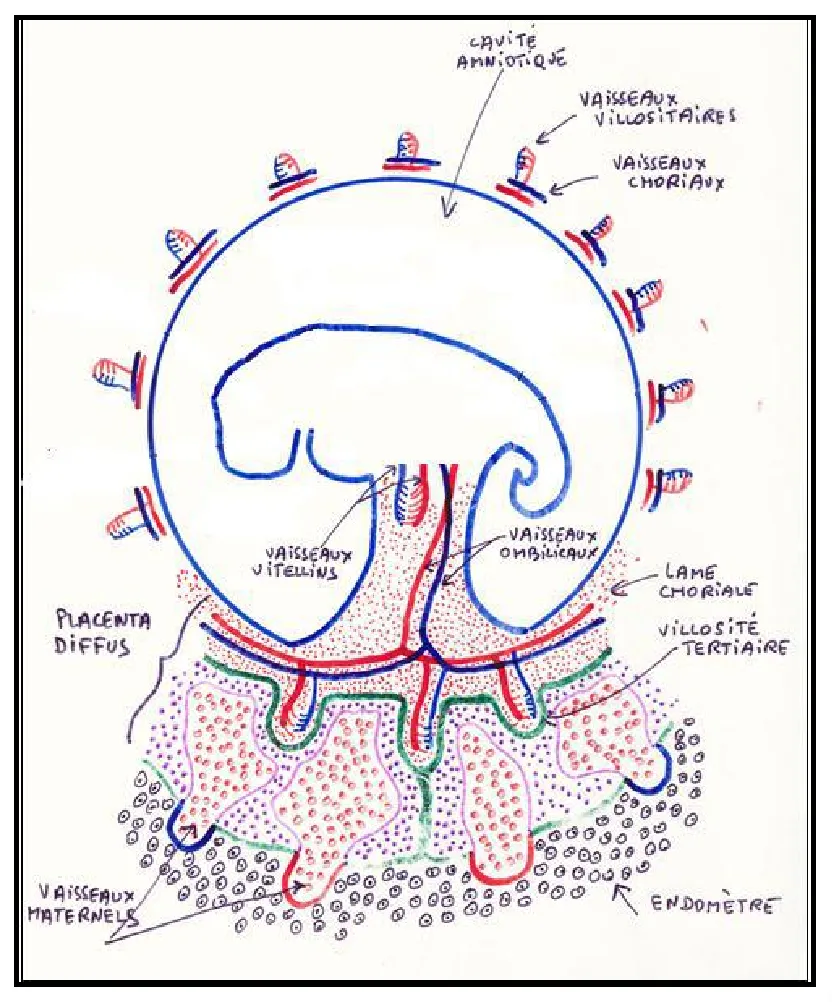 CAVITÉ
AMNIOTIQUE
VAISSEAUX
VILLOSITAIRES
VAISSEAUX
CHORIAUX
VAISSEAUX
VITELLINS
VAISSEAUX
OMBILICAUX
LAME
CHORIALE
PLACENTA
DIFFUS
VILLOSITÉ
TERTIAIRE
VAISSEAUX
MATERNELS
ENDOMÈTRE